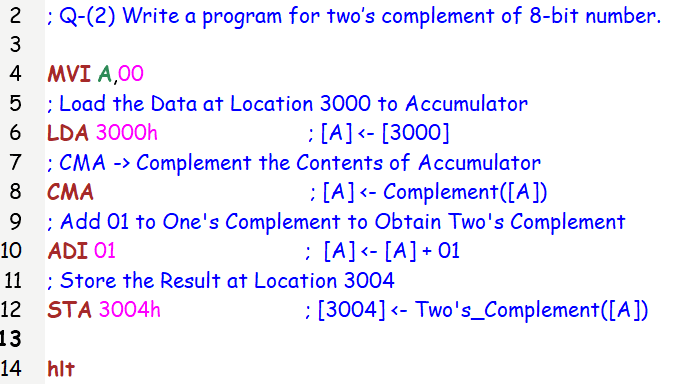 2 ; Q-(2) Write a program for two's complement of 8-bit number.
3
4 MVI A,00
5 ; Load the Data at Location 3000 to Accumulator
6 LDA 3000h ; [A] <- [3000]
7 ; CMA -> Complement the Contents of Accumulator
8 CMA ; [A] <- Complement([A])
9 ; Add 01 to One's Complement to Obtain Two's Complement
10 ADI 01 ; [A] <- [A] + 01
11 ; Store the Result at Location 3004
12 STA 3004h ; [3004] <- Two's_Complement([A])
13
14 hlt